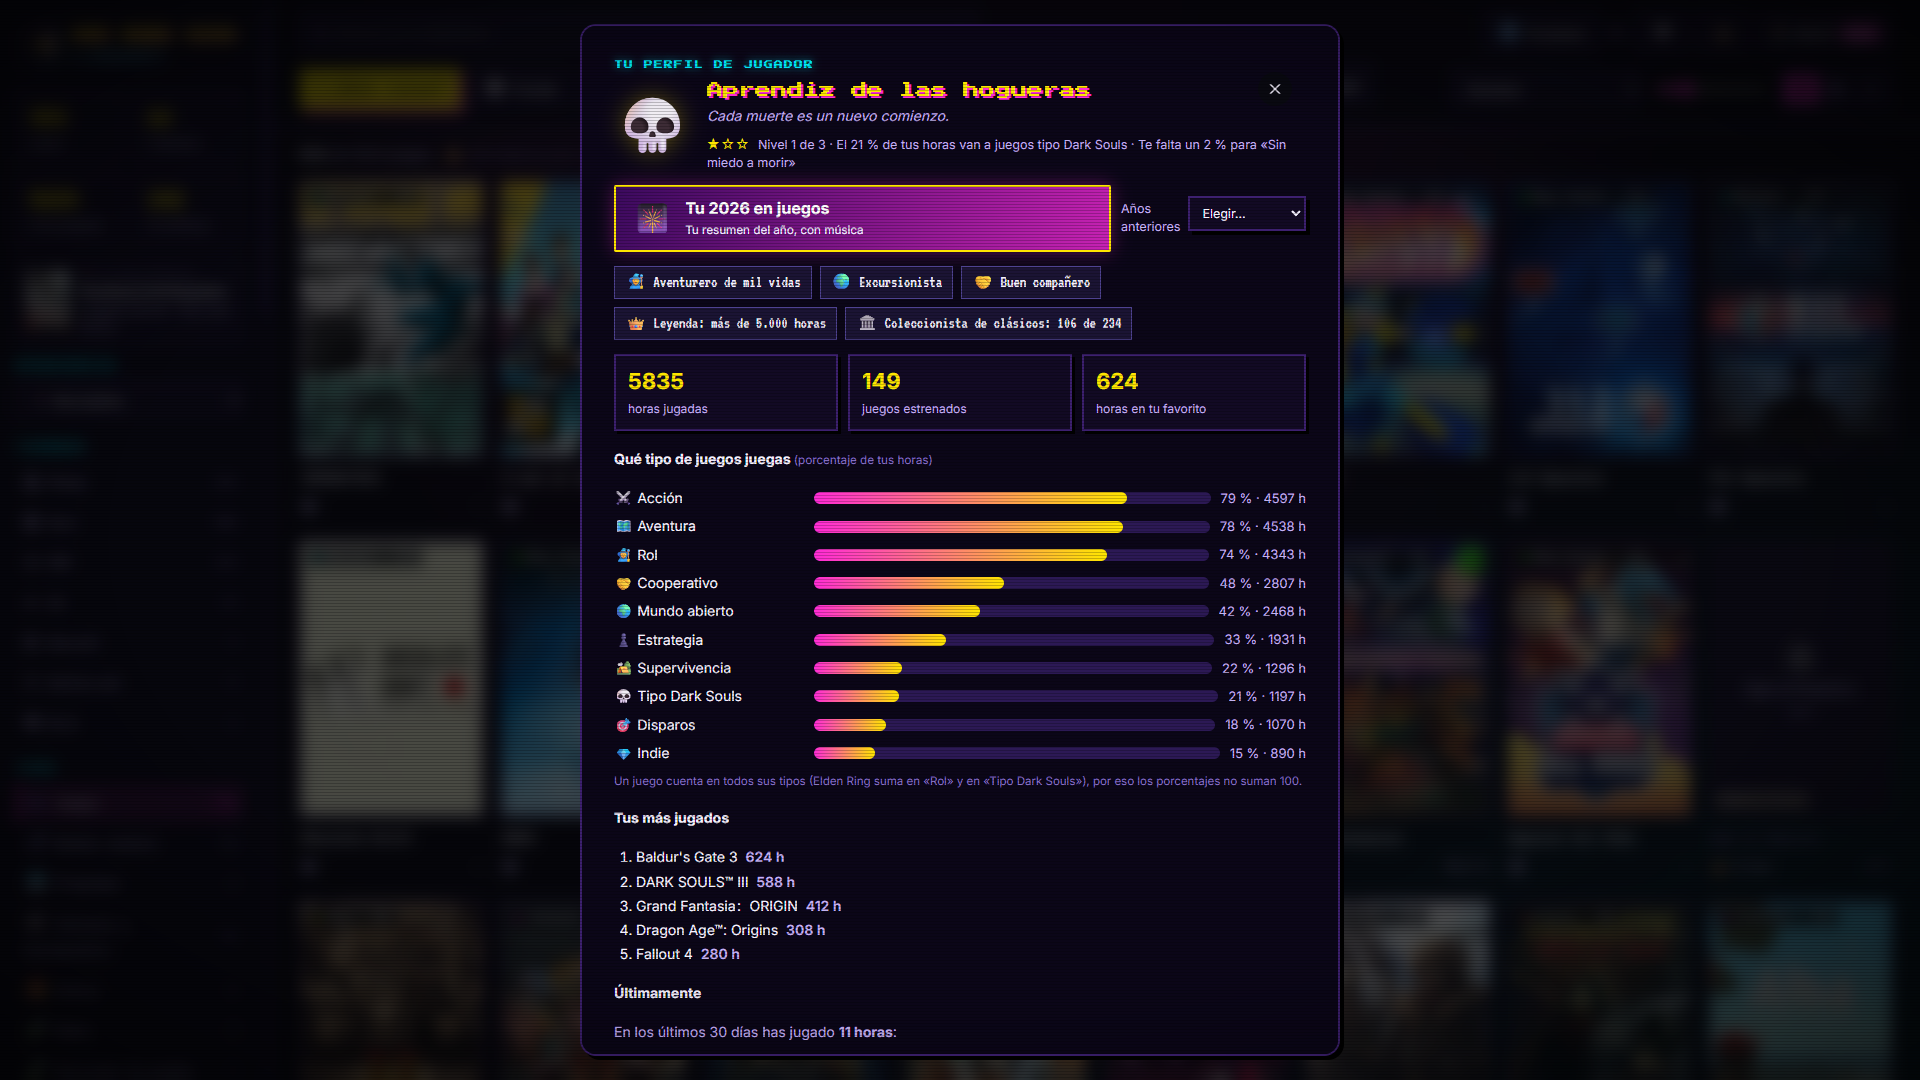 TU PERFIL DE JUGADOR
Aprendiz de las hogueras
Cada muerte es un nuevo comienzo.
★☆☆ Nivel 1 de 3 · El 21 % de tus horas van a juegos tipo Dark Souls · Te falta un 2 % para «Sin
miedo a morir»
Tu 2026 en juegos
Tu resumen del año, con música
Años
anteriores
Elegir...
Aventurero de mil vidas
Excursionista
Buen compañero
Leyenda: más de 5.000 horas
Coleccionista de clásicos: 106 de 234
5835
horas jugadas
149
juegos estrenados
624
horas en tu favorito
Qué tipo de juegos juegas (porcentaje de tus horas)
Acción 79 % · 4597 h
Aventura 78 % · 4538 h
Rol 74 % · 4343 h
Cooperativo 48 % · 2807 h
Mundo abierto 42 % · 2468 h
Estrategia 33 % · 1931 h
Supervivencia 22 % · 1296 h
Tipo Dark Souls 21 % · 1197 h
Disparos 18 % · 1070 h
Indie 15 % · 890 h
Un juego cuenta en todos sus tipos (Elden Ring suma en «Rol» y en «Tipo Dark Souls»), por eso los porcentajes no suman 100.
Tus más jugados
1. Baldur's Gate 3 624 h
2. DARK SOULS™ III 588 h
3. Grand Fantasia: ORIGIN 412 h
4. Dragon Age™: Origins 308 h
5. Fallout 4 280 h
Últimamente
En los últimos 30 días has jugado 11 horas: